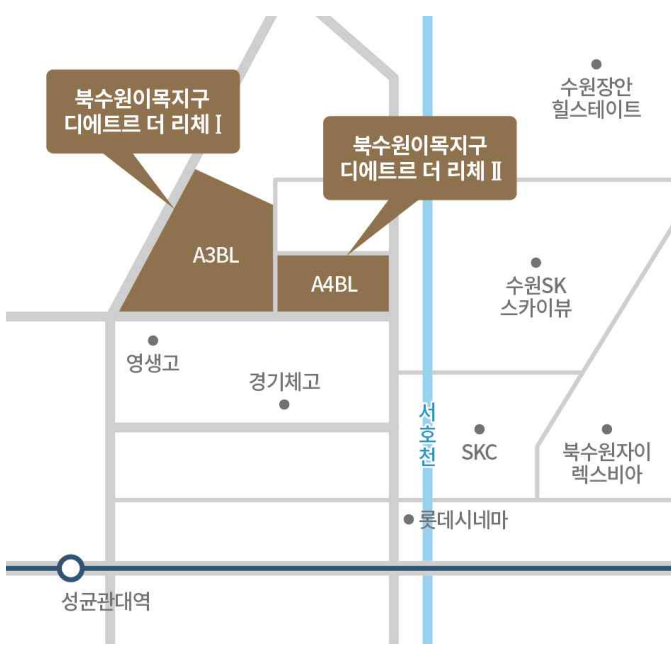 수원장안
힐스테이트
북수원이목지구
디에트르 더 리체 Ⅰ
북수원이목지구
디에트르 더 리체 Ⅱ
A3BL
A4BL
수원SK
스카이뷰
영생고
경기체고
서호천
SKC
북수원자이
렉스비아
롯데시네마
성균관대역